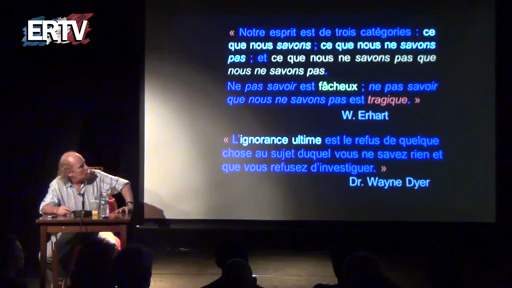 ERTV
« Notre esprit est de trois catégories : ce
que nous savons ; ce que nous ne savons
pas ; et ce que nous ne savons pas que
nous ne savons pas.
Ne pas savoir est fâcheux ; ne pas savoir
que nous ne savons pas est tragique. »
W. Erhart
« L'ignorance ultime est le refus de quelque
chose au sujet duquel vous ne savez rien et
que vous refusez d'investiguer. »
Dr. Wayne Dyer